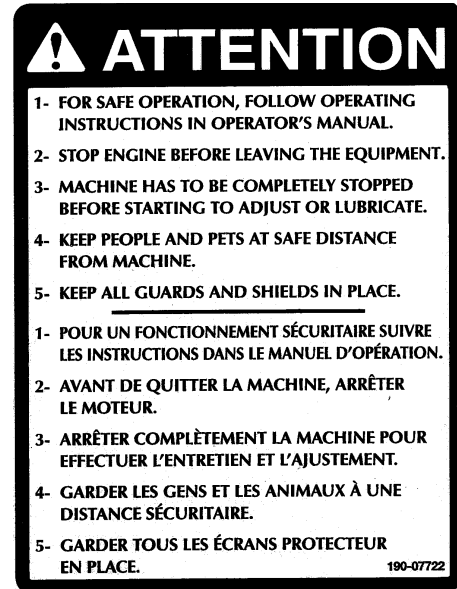 ATTENTION
1- FOR SAFE OPERATION, FOLLOW OPERATING
INSTRUCTIONS IN OPERATOR'S MANUAL.
2- STOP ENGINE BEFORE LEAVING THE EQUIPMENT.
3- MACHINE HAS TO BE COMPLETELY STOPPED
BEFORE STARTING TO ADJUST OR LUBRICATE.
4- KEEP PEOPLE AND PETS AT SAFE DISTANCE
FROM MACHINE.
5- KEEP ALL GUARDS AND SHIELDS IN PLACE.
1- POUR UN FONCTIONNEMENT SÉCURITAIRE SUIVRE
LES INSTRUCTIONS DANS LE MANUEL D'OPÉRATION.
2- AVANT DE QUITTER LA MACHINE, ARRÊTER
LE MOTEUR.
3- ARRÊTER COMPLÈTEMENT LA MACHINE POUR
EFFECTUER L'ENTRETIEN ET L'AJUSTEMENT.
4- GARDER LES GENS ET LES ANIMAUX À UNE
DISTANCE SÉCURITAIRE.
5- GARDER TOUS LES ÉCRANS PROTECTEUR
EN PLACE.
190-07722